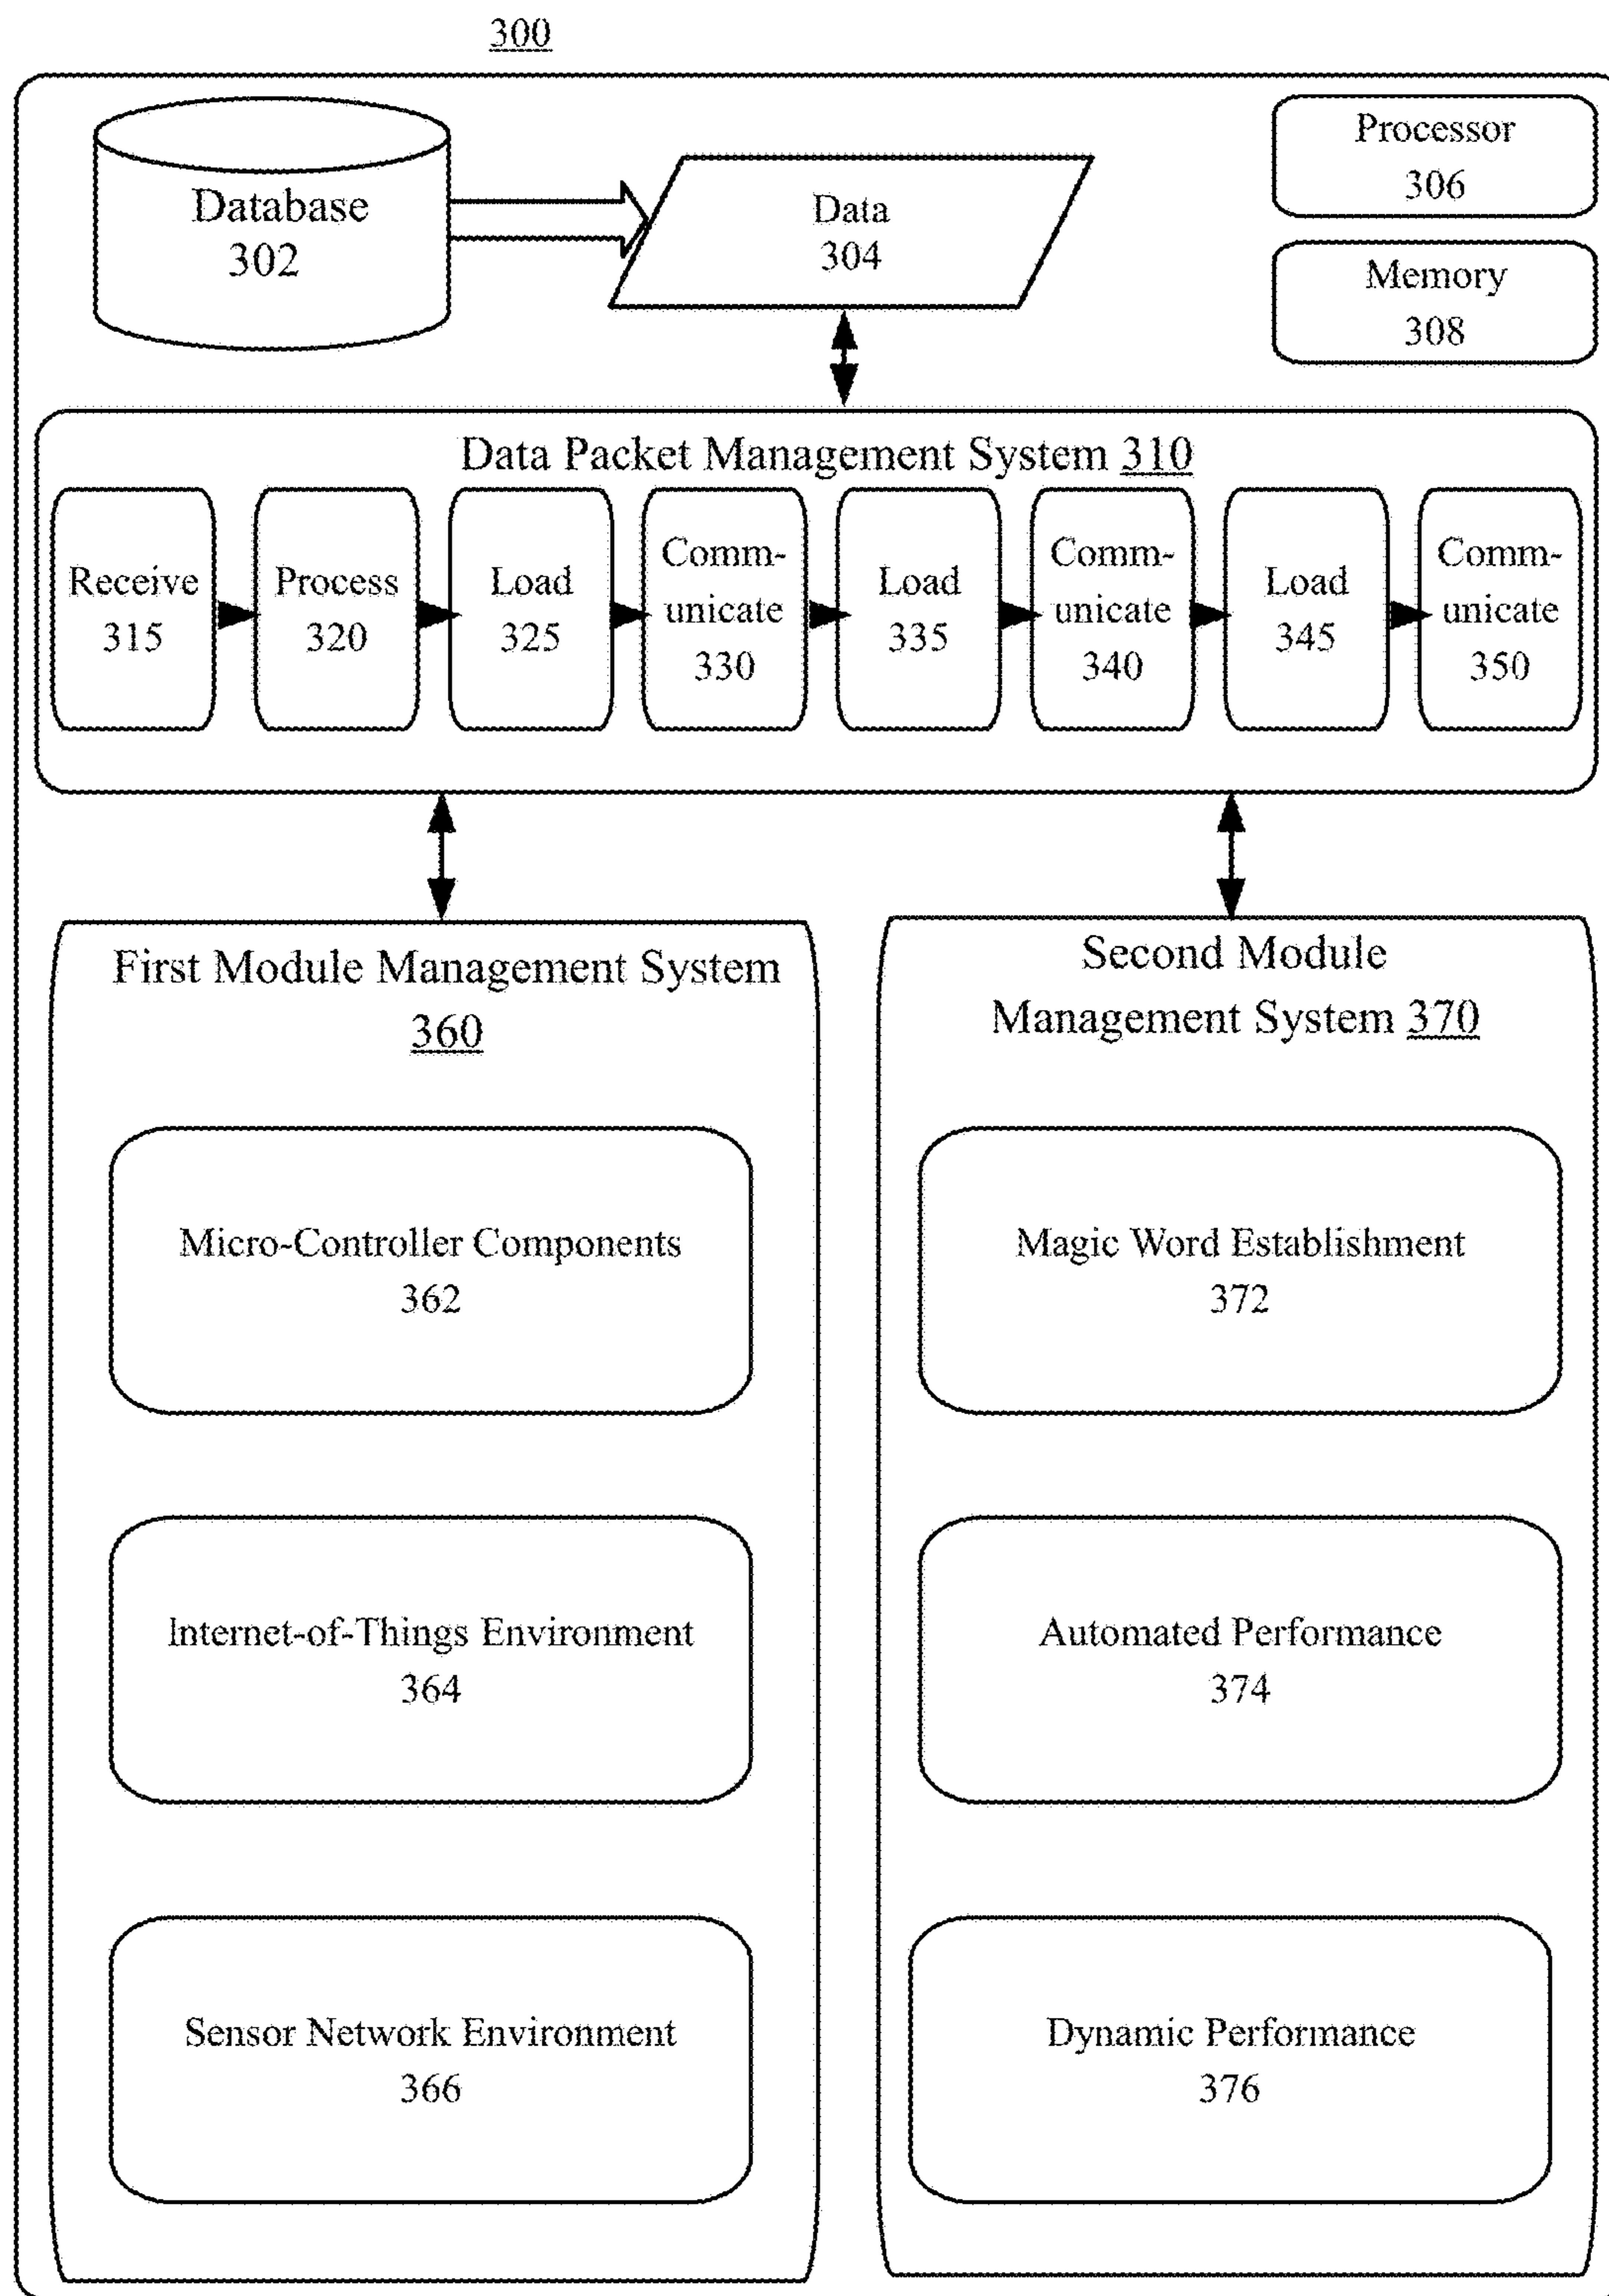 300
Database
302
Data
304
Processor
306
Memory
308
Data Packet Management System 310
Receive
315
Process
320
Load
325
Comm-
unicate
330
Load
335
Comm-
unicate
340
Load
345
Comm-
unicate
350
First Module Management System
360
Micro-Controller Components
362
Internet-of-Things Environment
364
Sensor Network Environment
366
Second Module
Management System 370
Magic Word Establishment
372
Automated Performance
374
Dynamic Performance
376